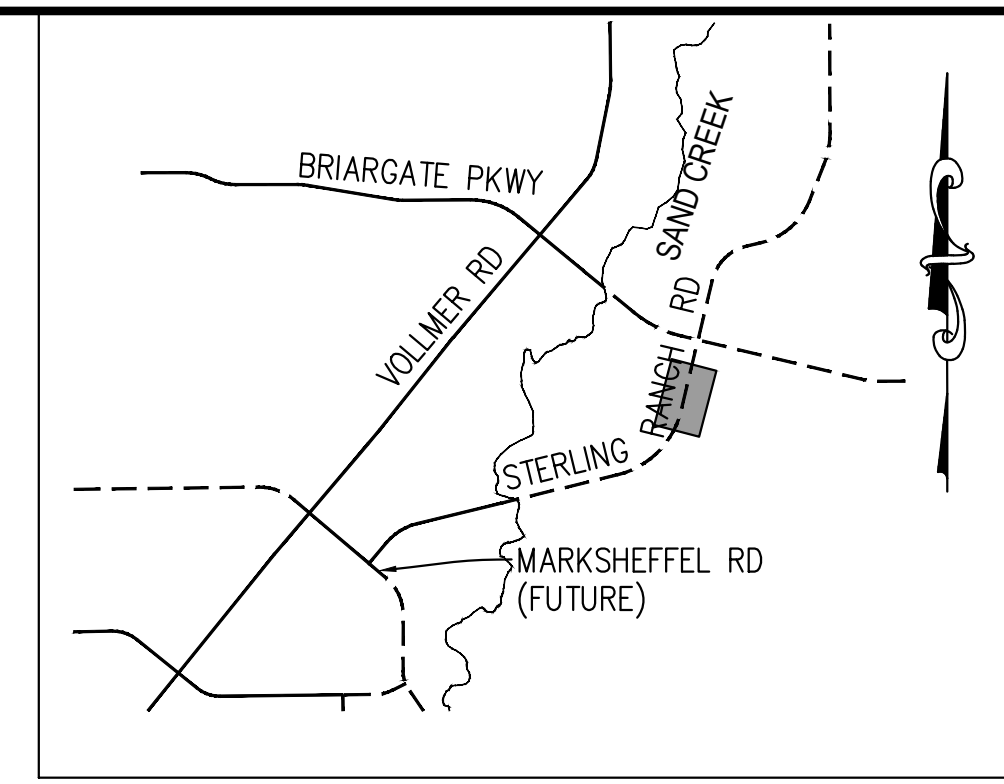 BRIARGATE PKWY
SAND CREEK
VOLLMER RD
STERLING RANCH RD
MARKSHEFFEL RD
(FUTURE)